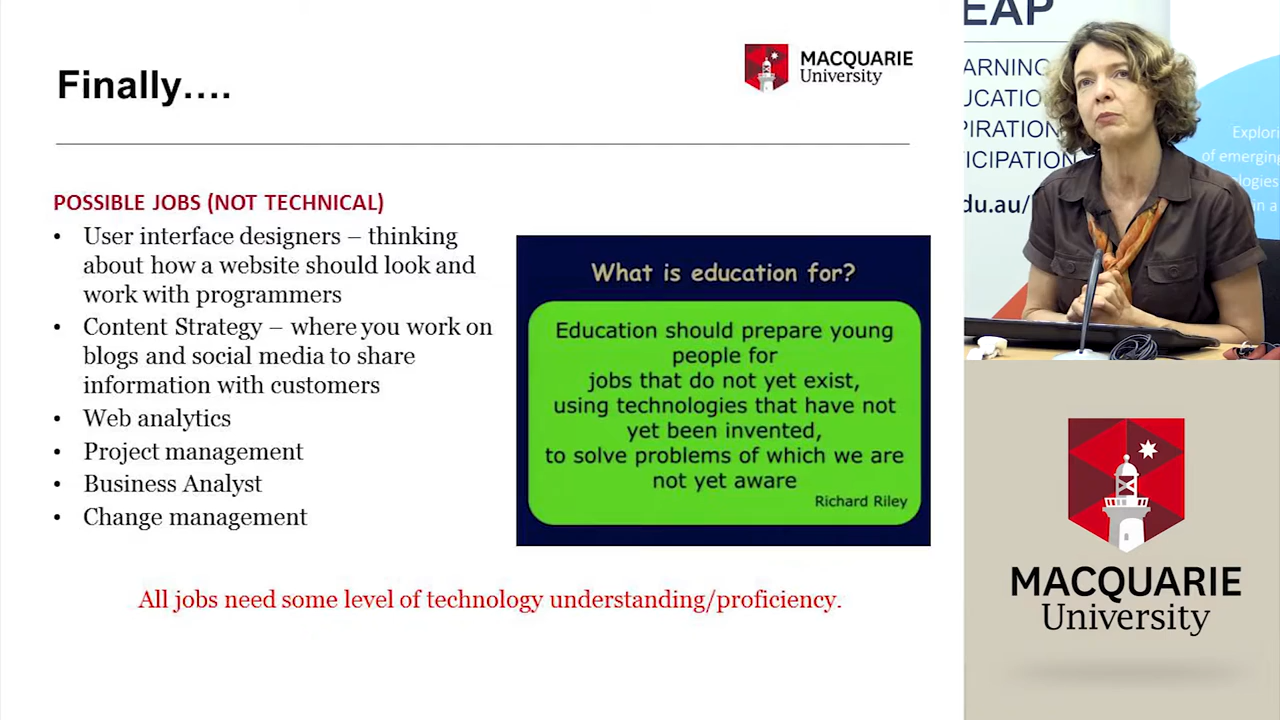 Finally….
MACQUARIE
University
POSSIBLE JOBS (NOT TECHNICAL)
• User interface designers – thinking
about how a website should look and
work with programmers
• Content Strategy – where you work on
blogs and social media to share
information with customers
• Web analytics
• Project management
• Business Analyst
• Change management
What is education for?
Education should prepare young
people for
jobs that do not yet exist,
using technologies that have not
yet been invented,
to solve problems of which we are
not yet aware
Richard Riley
All jobs need some level of technology understanding/proficiency.
EAP
ARNING
UCATIO
PIRATION
TICIPATION
du.au/
Explori
of emerging
ologies
in a
MACQUARIE
University